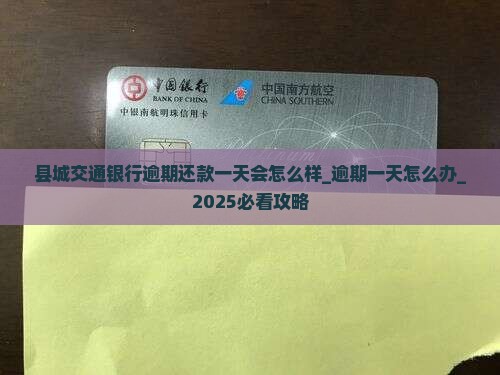 中国银行
BANK OF CHINA
中国南方航空
CHINA SOUTHERN
中银南航明珠信用卡
县城交通银行逾期还款一天会怎么样_逾期一天怎么办_
2025必看攻略